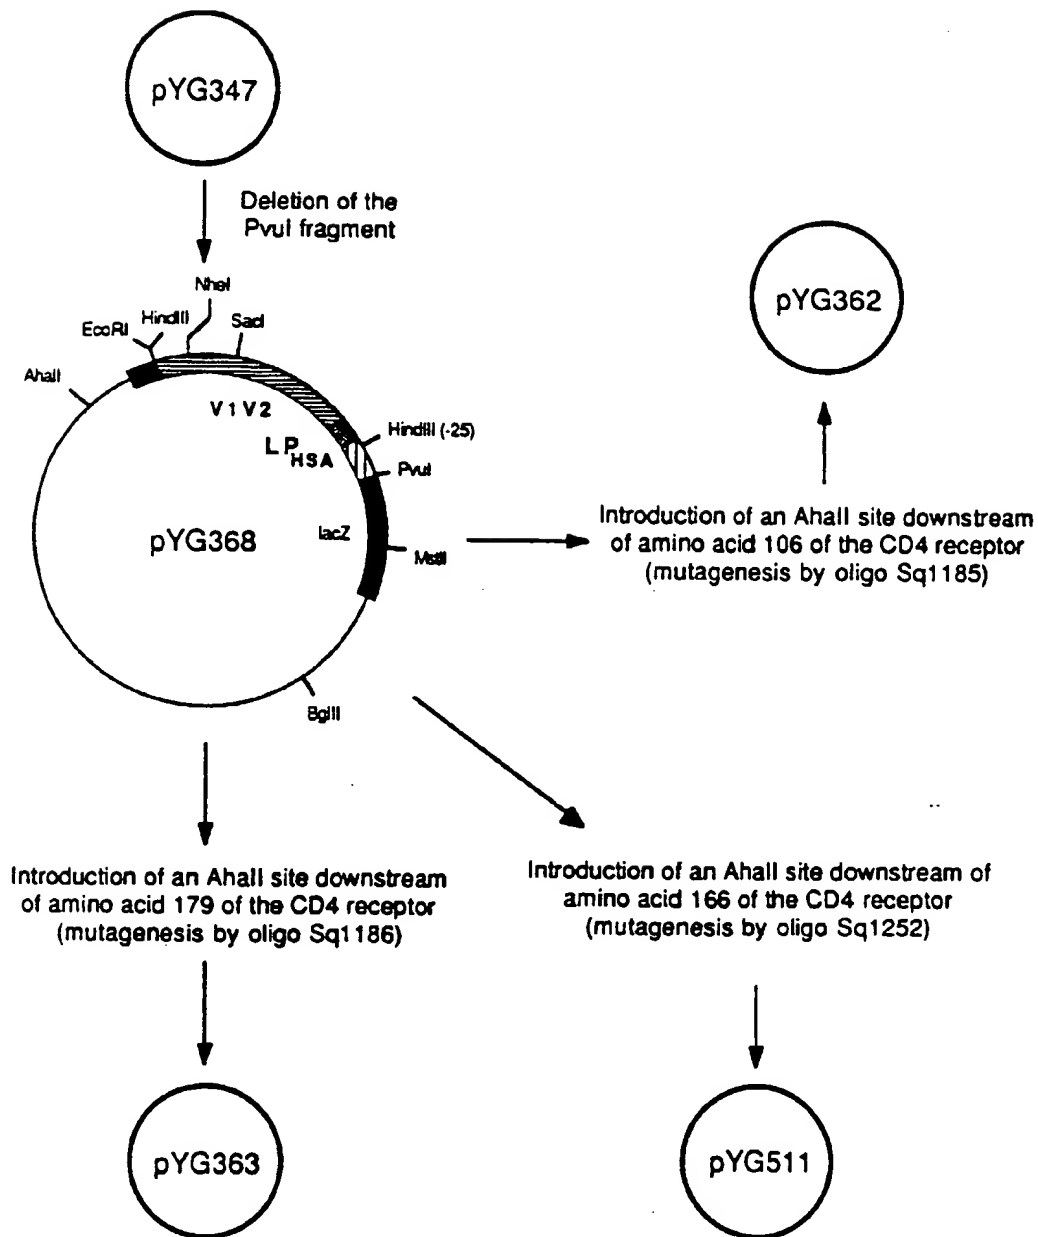 pYG347
Deletion of the
PvuI fragment
NheI
HindIII
EcoRI
SacI
AhaII
pYG362
V1V2
HindIII (-25)
LP HSA
PvuI
pYG368
lacZ
MstII
Introduction of an AhaII site downstream
of amino acid 106 of the CD4 receptor
(mutagenesis by oligo Sq1185)
BglII
Introduction of an AhaII site downstream
of amino acid 179 of the CD4 receptor
(mutagenesis by oligo Sq1186)
Introduction of an AhaII site downstream of
amino acid 166 of the CD4 receptor
(mutagenesis by oligo Sq1252)
pYG363
pYG511